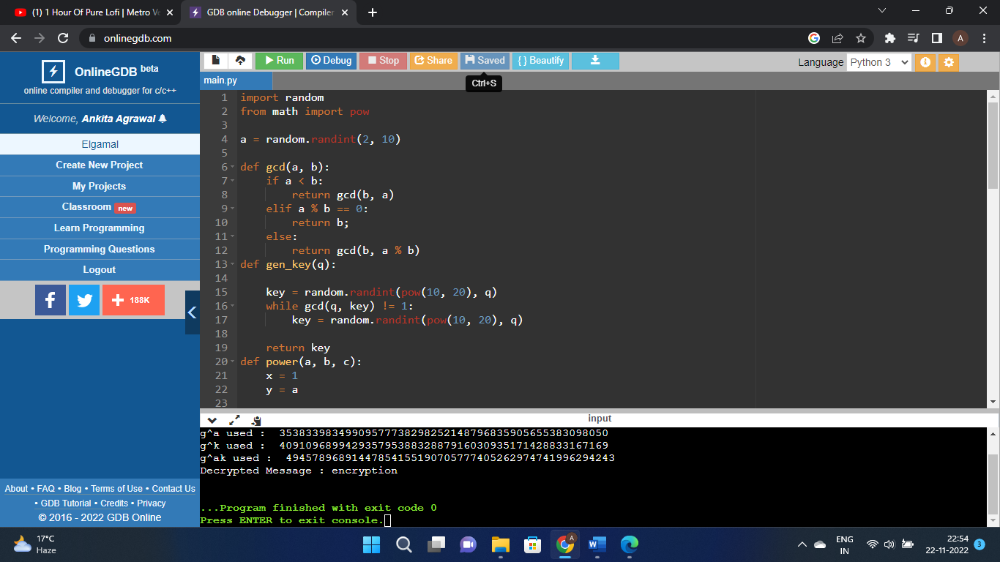 (1) 1 Hour Of Pure Lofi | Metro Ve
GDB online Debugger | Compiler
onlinegdb.com
A
OnlineGDB beta
online compiler and debugger for c/c++
Welcome, Ankita Agrawal
Elgamal
Create New Project
My Projects
Classroom new
Learn Programming
Programming Questions
Logout
188K
About • FAQ • Blog • Terms of Use • Contact Us
• GDB Tutorial • Credits • Privacy
© 2016 - 2022 GDB Online
Run Debug Stop Share Saved { } Beautify
Language Python 3
main.py
Ctrl+S
1 import random
2 from math import pow
3
4 a = random.randint(2, 10)
5
6 def gcd(a, b):
7     if a < b:
8         return gcd(b, a)
9     elif a % b == 0:
10         return b;
11     else:
12         return gcd(b, a % b)
13 def gen_key(q):
14
15     key = random.randint(pow(10, 20), q)
16     while gcd(q, key) != 1:
17         key = random.randint(pow(10, 20), q)
18
19     return key
20 def power(a, b, c):
21     x = 1
22     y = a
23
input
g^a used :  35383398349909577738298252148796835905655383098050
g^k used :  40910968994293579538832887916030935171428833167169
g^ak used :  49457896891447854155190705777405262974741996294243
Decrypted Message : encryption
...Program finished with exit code 0
Press ENTER to exit console.
17°C
Haze
A
ENG
IN
22:54
22-11-2022
3